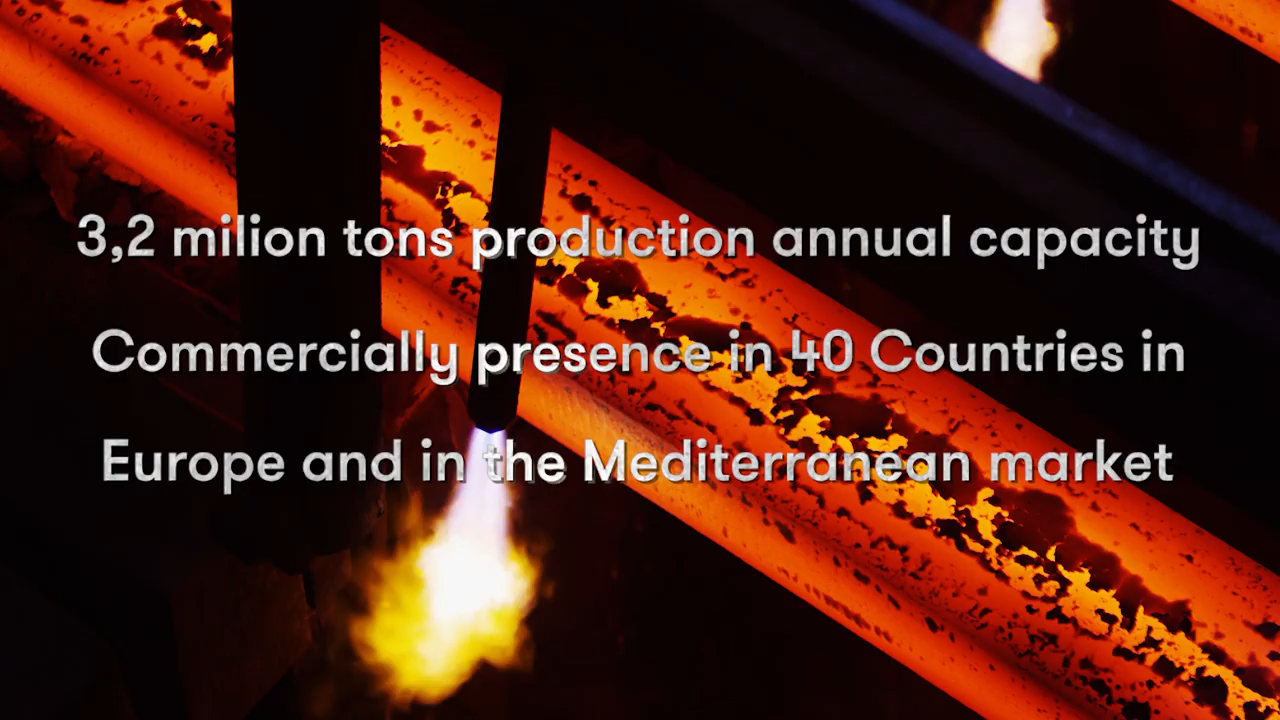 3,2 milion tons production annual capacity
Commercially presence in 40 Countries in
Europe and in the Mediterranean market